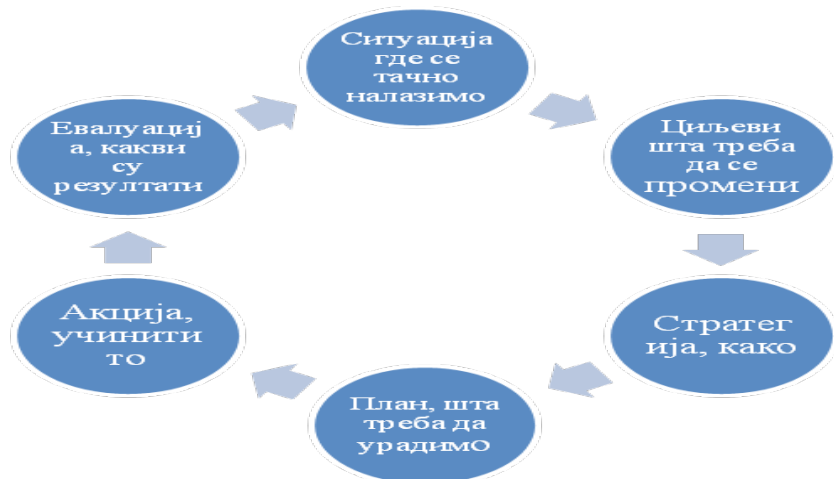 Ситуација
где се
тачно
налазимо
Циљеви
шта треба
да се
промени
Стратег
ија, како
План, шта
треба да
урадимо
Акција,
учинити
то
Евалуациј
а, какви
су
резултати